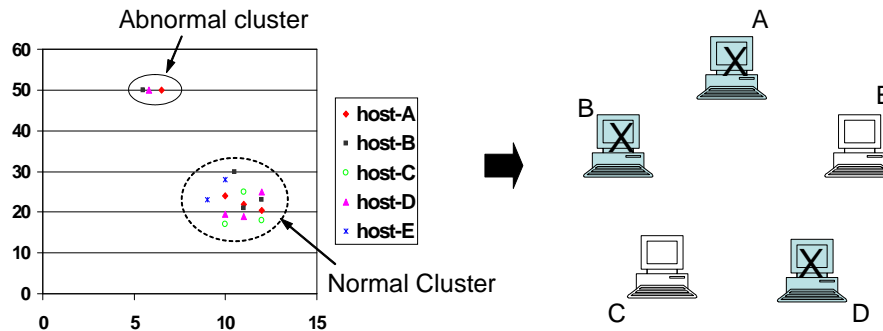 Abnormal cluster
60
50
40
30
20
10
0
0 5 10 15
host-A
host-B
host-C
host-D
host-E
Normal Cluster
A
X
B
X
E
C
X
D